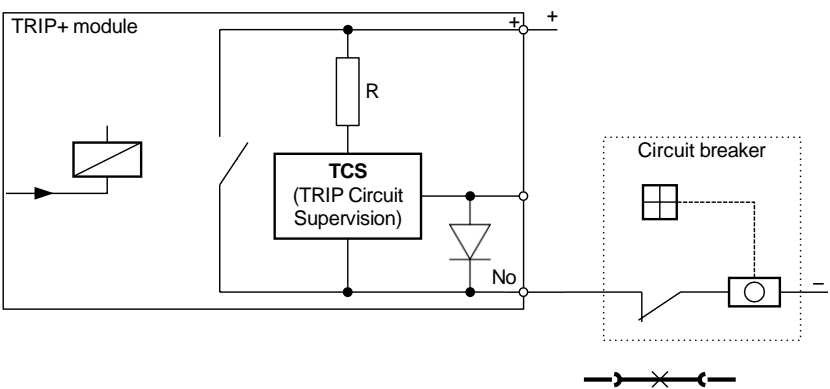 TRIP+ module
+ +
R
TCS
(TRIP Circuit
Supervision)
No
Circuit breaker
–